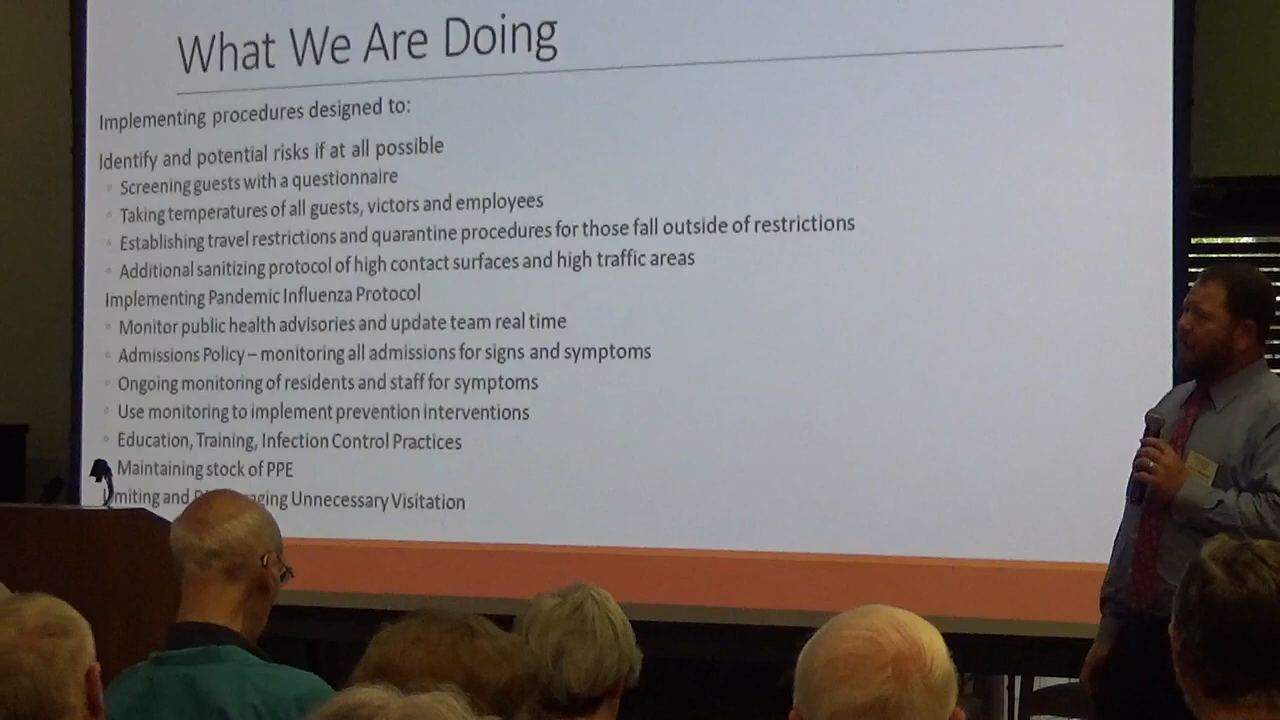 What We Are Doing
Implementing procedures designed to:
Identify and potential risks if at all possible
Screening guests with a questionnaire
Taking temperatures of all guests, victors and employees
Establishing travel restrictions and quarantine procedures for those fall outside of restrictions
Additional sanitizing protocol of high contact surfaces and high traffic areas
Implementing Pandemic Influenza Protocol
Monitor public health advisories and update team real time
Admissions Policy – monitoring all admissions for signs and symptoms
Ongoing monitoring of residents and staff for symptoms
Use monitoring to implement prevention interventions
Education, Training, Infection Control Practices
Maintaining stock of PPE
and Unnecessary Visitation